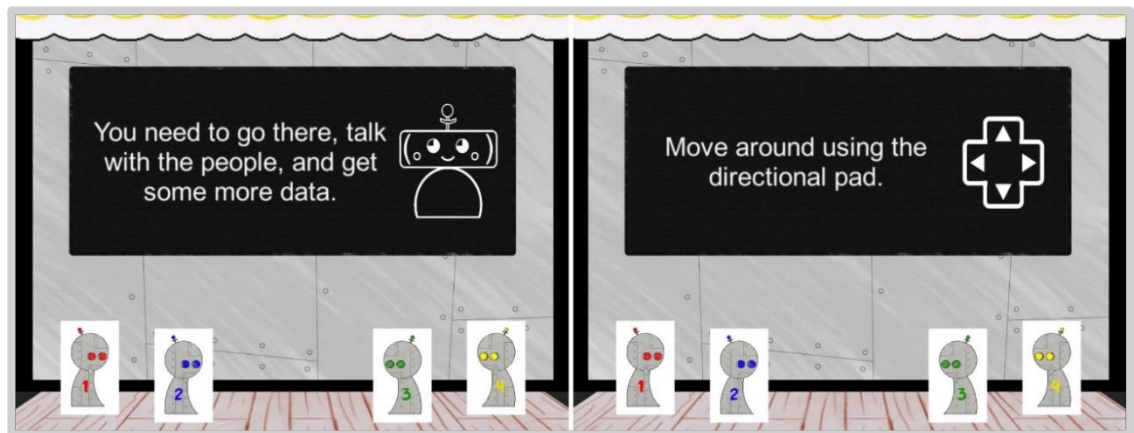 You need to go there, talk
with the people, and get
some more data.
1
2
3
4
Move around using the
directional pad.
1
2
3
4